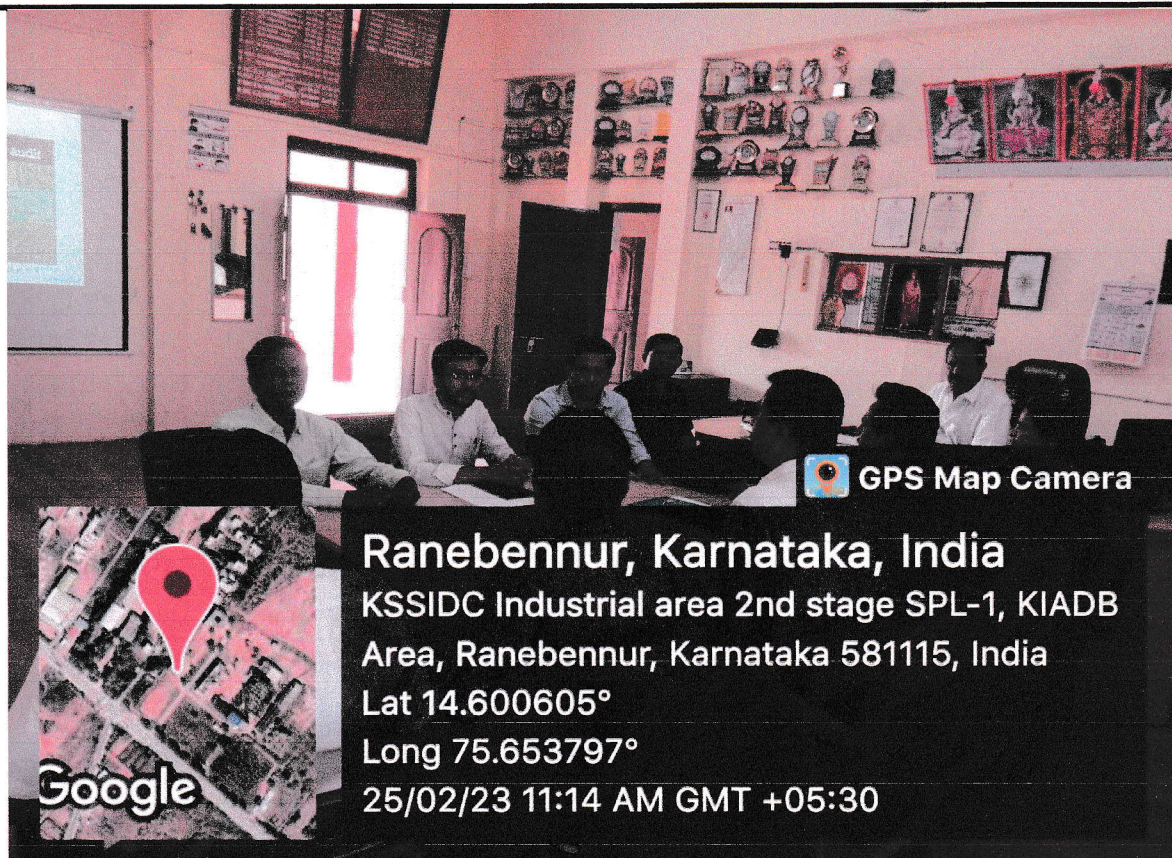 GPS Map Camera
Ranebennur, Karnataka, India
KSSIDC Industrial area 2nd stage SPL-1, KIADB
Area, Ranebennur, Karnataka 581115, India
Lat 14.600605°
Long 75.653797°
25/02/23 11:14 AM GMT +05:30
Google